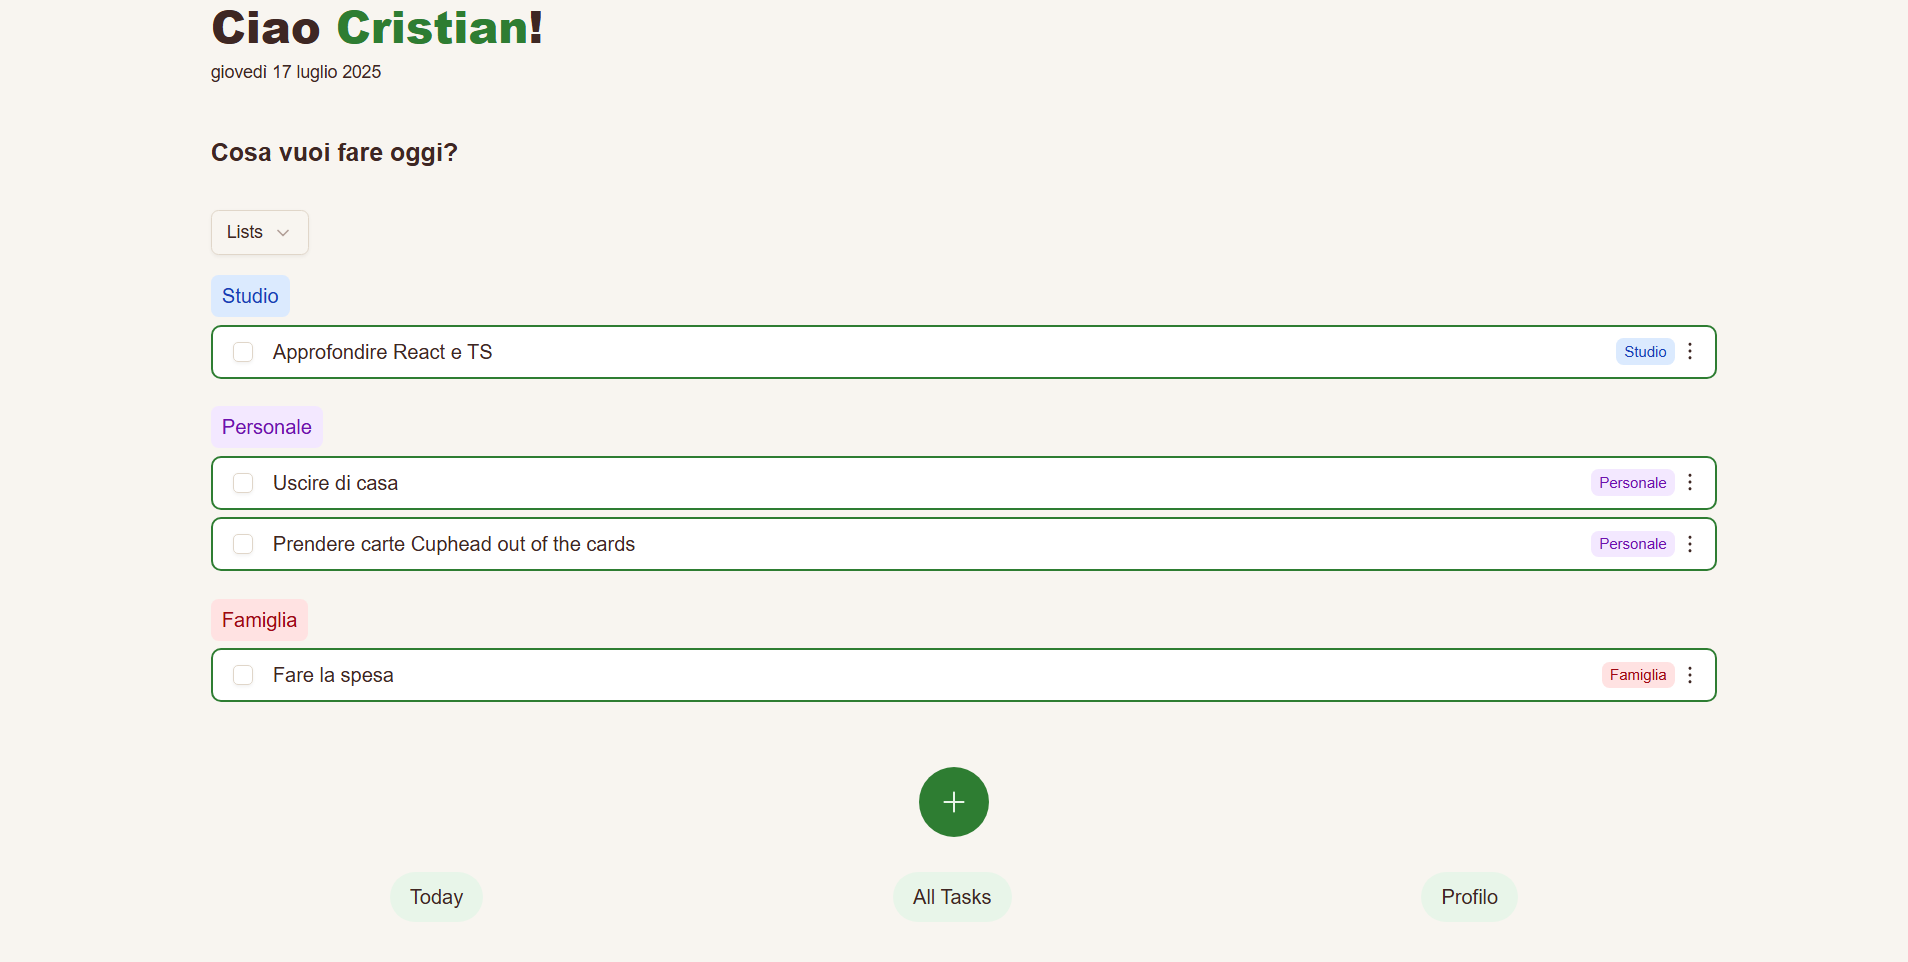 Ciao Cristian!
giovedì 17 luglio 2025
Cosa vuoi fare oggi?
Lists
Studio
Approfondire React e TS Studio
Personale
Uscire di casa Personale
Prendere carte Cuphead out of the cards Personale
Famiglia
Fare la spesa Famiglia
Today All Tasks Profilo